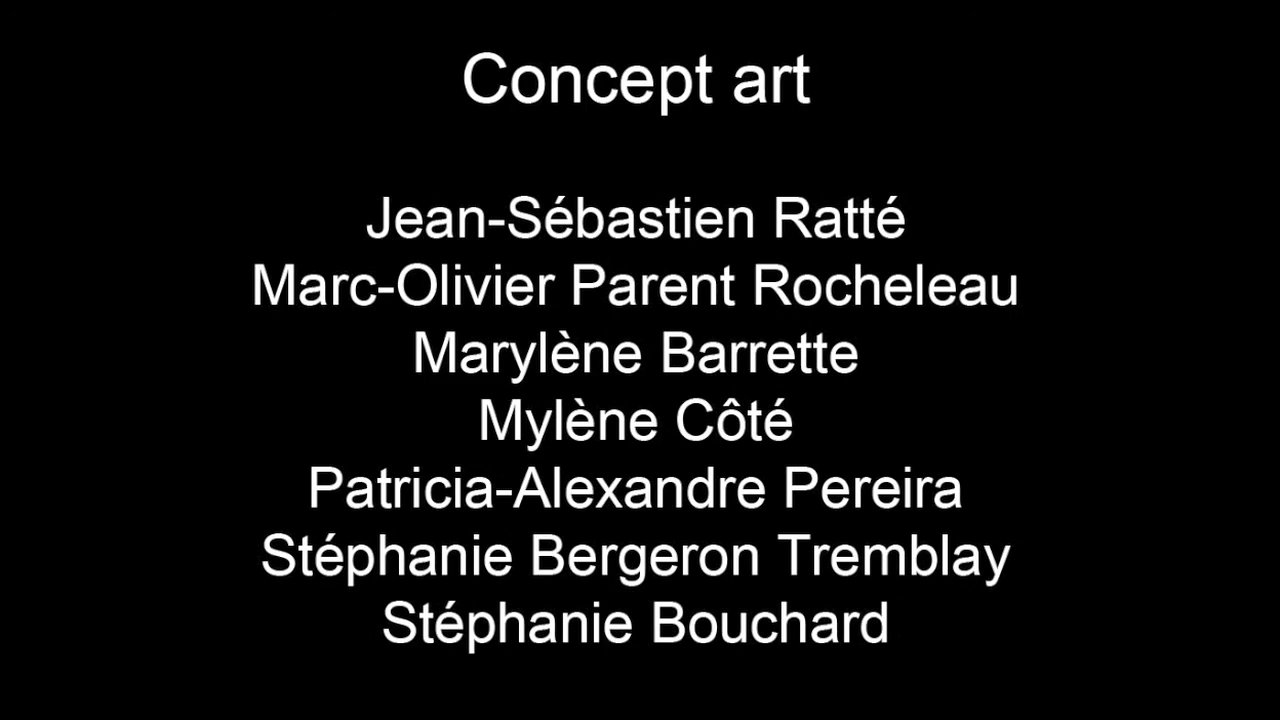 Concept art
Jean-Sébastien Ratté
Marc-Olivier Parent Rocheleau
Marylène Barrette
Mylène Côté
Patricia-Alexandre Pereira
Stéphanie Bergeron Tremblay
Stéphanie Bouchard